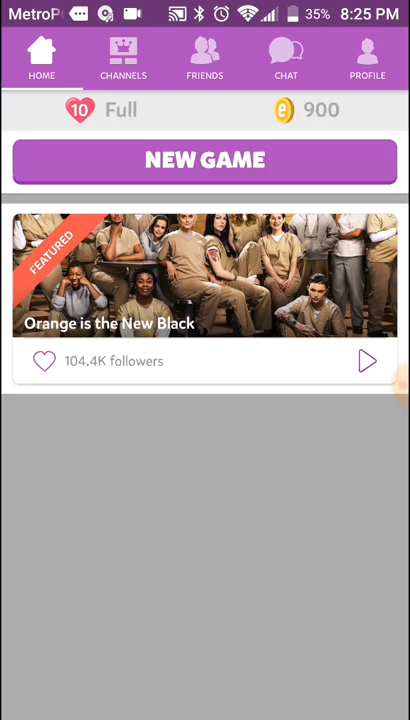 MetroP 35% 8:25 PM
HOME CHANNELS FRIENDS CHAT PROFILE
10 Full e 900
NEW GAME
FEATURED
Orange is the New Black
104.4K followers